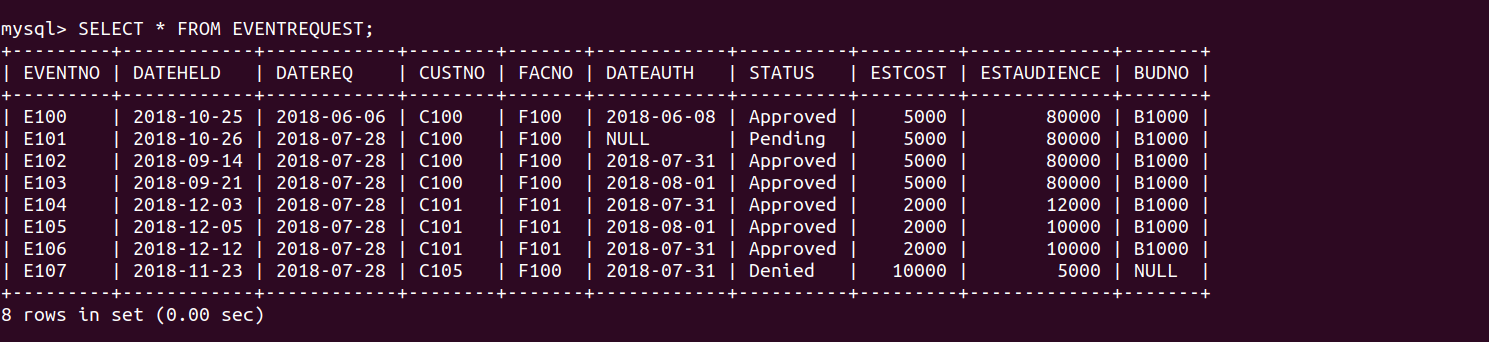 mysql> SELECT * FROM EVENTREQUEST;
+---------+------------+------------+--------+-------+------------+----------+---------+-------------+-------+
| EVENTNO | DATEHELD   | DATEREQ    | CUSTNO | FACNO | DATEAUTH   | STATUS   | ESTCOST | ESTAUDIENCE | BUDNO |
+---------+------------+------------+--------+-------+------------+----------+---------+-------------+-------+
| E100    | 2018-10-25 | 2018-06-06 | C100   | F100  | 2018-06-08 | Approved |    5000 |       80000 | B1000 |
| E101    | 2018-10-26 | 2018-07-28 | C100   | F100  | NULL       | Pending  |    5000 |       80000 | B1000 |
| E102    | 2018-09-14 | 2018-07-28 | C100   | F100  | 2018-07-31 | Approved |    5000 |       80000 | B1000 |
| E103    | 2018-09-21 | 2018-07-28 | C100   | F100  | 2018-08-01 | Approved |    5000 |       80000 | B1000 |
| E104    | 2018-12-03 | 2018-07-28 | C101   | F101  | 2018-07-31 | Approved |    2000 |       12000 | B1000 |
| E105    | 2018-12-05 | 2018-07-28 | C101   | F101  | 2018-08-01 | Approved |    2000 |       10000 | B1000 |
| E106    | 2018-12-12 | 2018-07-28 | C101   | F101  | 2018-07-31 | Approved |    2000 |       10000 | B1000 |
| E107    | 2018-11-23 | 2018-07-28 | C105   | F100  | 2018-07-31 | Denied   |   10000 |        5000 | NULL  |
+---------+------------+------------+--------+-------+------------+----------+---------+-------------+-------+
8 rows in set (0.00 sec)